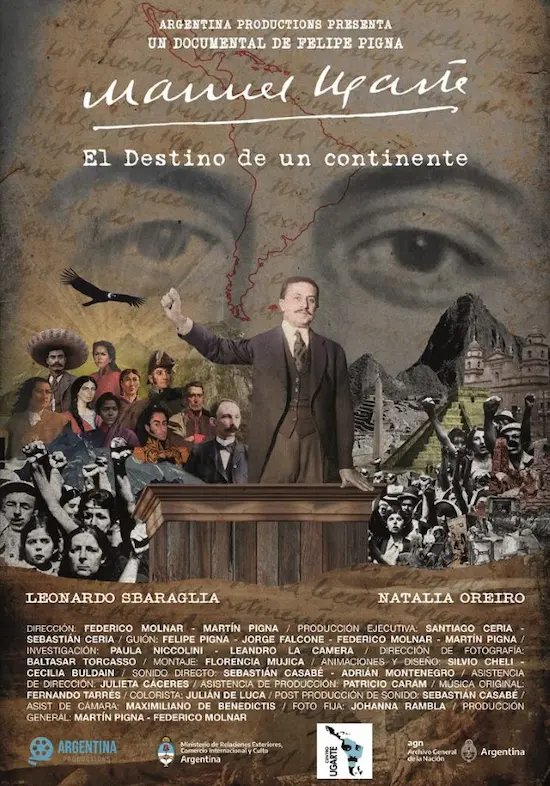 ARGENTINA PRODUCTIONS PRESENTA
UN DOCUMENTAL DE FELIPE PIGNA
Manuel Ugarte
El Destino de un continente
LEONARDO SBARAGLIA NATALIA OREIRO
DIRECCIÓN: FEDERICO MOLNAR - MARTÍN PIGNA / PRODUCCIÓN EJECUTIVA: SANTIAGO CERIA -
SEBASTIÁN CERIA / GUIÓN: FELIPE PIGNA - JORGE FALCONE - FEDERICO MOLNAR - MARTÍN PIGNA /
INVESTIGACIÓN: PAULA NICCOLINI - LEANDRO LA CAMERA / DIRECCIÓN DE FOTOGRAFÍA:
BALTASAR TORCASSO / MONTAJE: FLORENCIA MUJICA / ANIMACIONES Y DISEÑO: SILVIO CHELI -
CECILIA BULDAIN / SONIDO DIRECTO: SEBASTIÁN CASABÉ - ADRIÁN MONTENEGRO / ASISTENCIA
DE DIRECCIÓN: JULIETA CÁCERES / ASISTENCIA DE PRODUCCIÓN: PATRICIO CARÁM / MÚSICA ORIGINAL:
FERNANDO TARRÉS / COLORISTA: JULIÁN DE LUCA / POST PRODUCCIÓN DE SONIDO: SEBASTIÁN CASABÉ /
ASIST DE CÁMARA: MAXIMILIANO DE BENEDICTIS / FOTO FIJA: JOHANNA RAMBLA / PRODUCCIÓN
GENERAL: MARTÍN PIGNA - FEDERICO MOLNAR
ARGENTINA
PRODUCTIONS
Ministerio de Relaciones Exteriores,
Comercio Internacional y Culto
Argentina
CENTRO
UGARTE
agn
Archivo General
de la Nación
Argentina